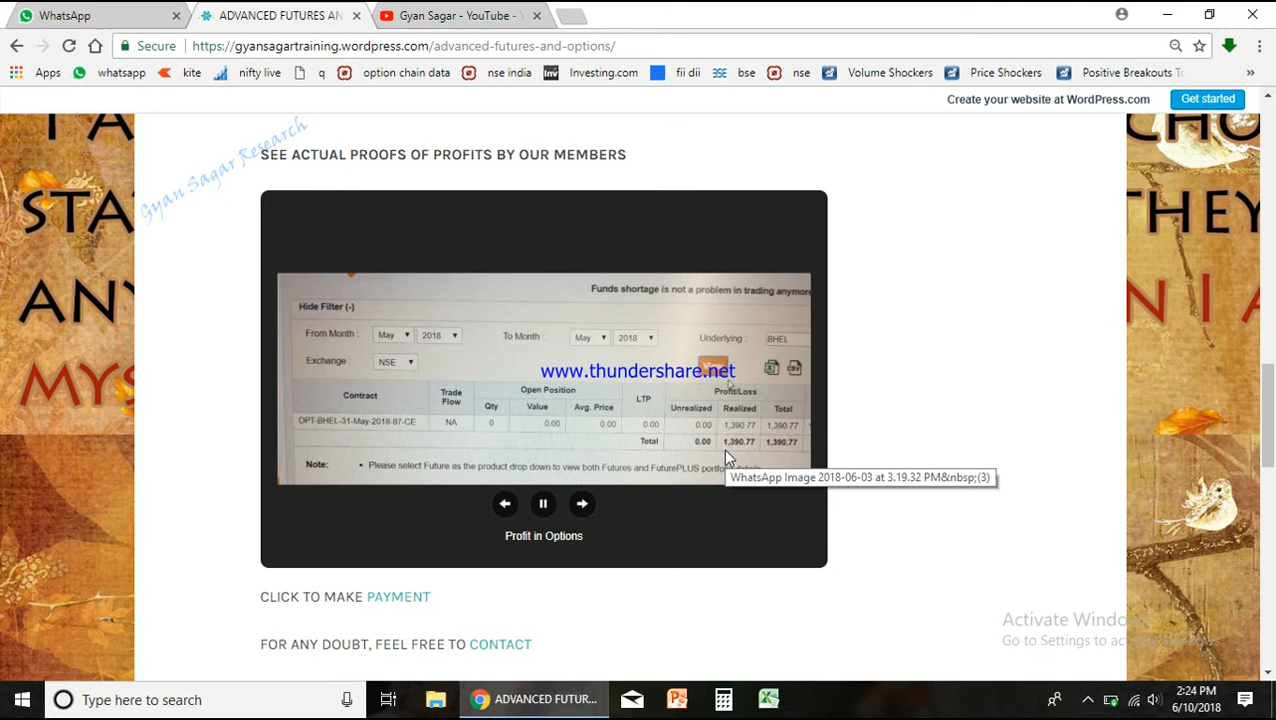 WhatsApp
ADVANCED FUTURES AN
Gyan Sagar - YouTube -
Secure
https://gyansagartraining.wordpress.com/advanced-futures-and-options/
Apps
whatsapp
kite
nifty live
q
option chain data
nse india
Inv
Investing.com
fii dii
bse
nse
Volume Shockers
Price Shockers
Positive Breakouts To
»
Create your website at WordPress.com
Get started
STA
AN
MYS
CHO
THEY
N I A
Gyan Sagar Research
SEE ACTUAL PROOFS OF PROFITS BY OUR MEMBERS
Funds shortage is not a problem in trading anymore
Hide Filter (-)
From Month :
May
2018
To Month :
May
2018
Underlying :
BHEL
Exchange :
NSE
View
www.thundershare.net
Contract
Trade Flow
Open Position
LTP
Profit/Loss
Qty
Value
Avg. Price
Unrealized
Realized
Total
OPT-BHEL-31-May-2018-87-CE
NA
0
0.00
0.00
0.00
0.00
1,390.77
1,390.77
Total
0.00
1,390.77
1,390.77
Note:
• Please select Future as the product drop down to view both Futures and FuturePLUS portfolio details
WhatsApp Image 2018-06-03 at 3.19.32 PM&nbsp;(3)
Profit in Options
CLICK TO MAKE PAYMENT
FOR ANY DOUBT, FEEL FREE TO CONTACT
Activate Windows
Go to Settings to activate Windows.
Type here to search
ADVANCED FUTUR...
2:24 PM
6/10/2018